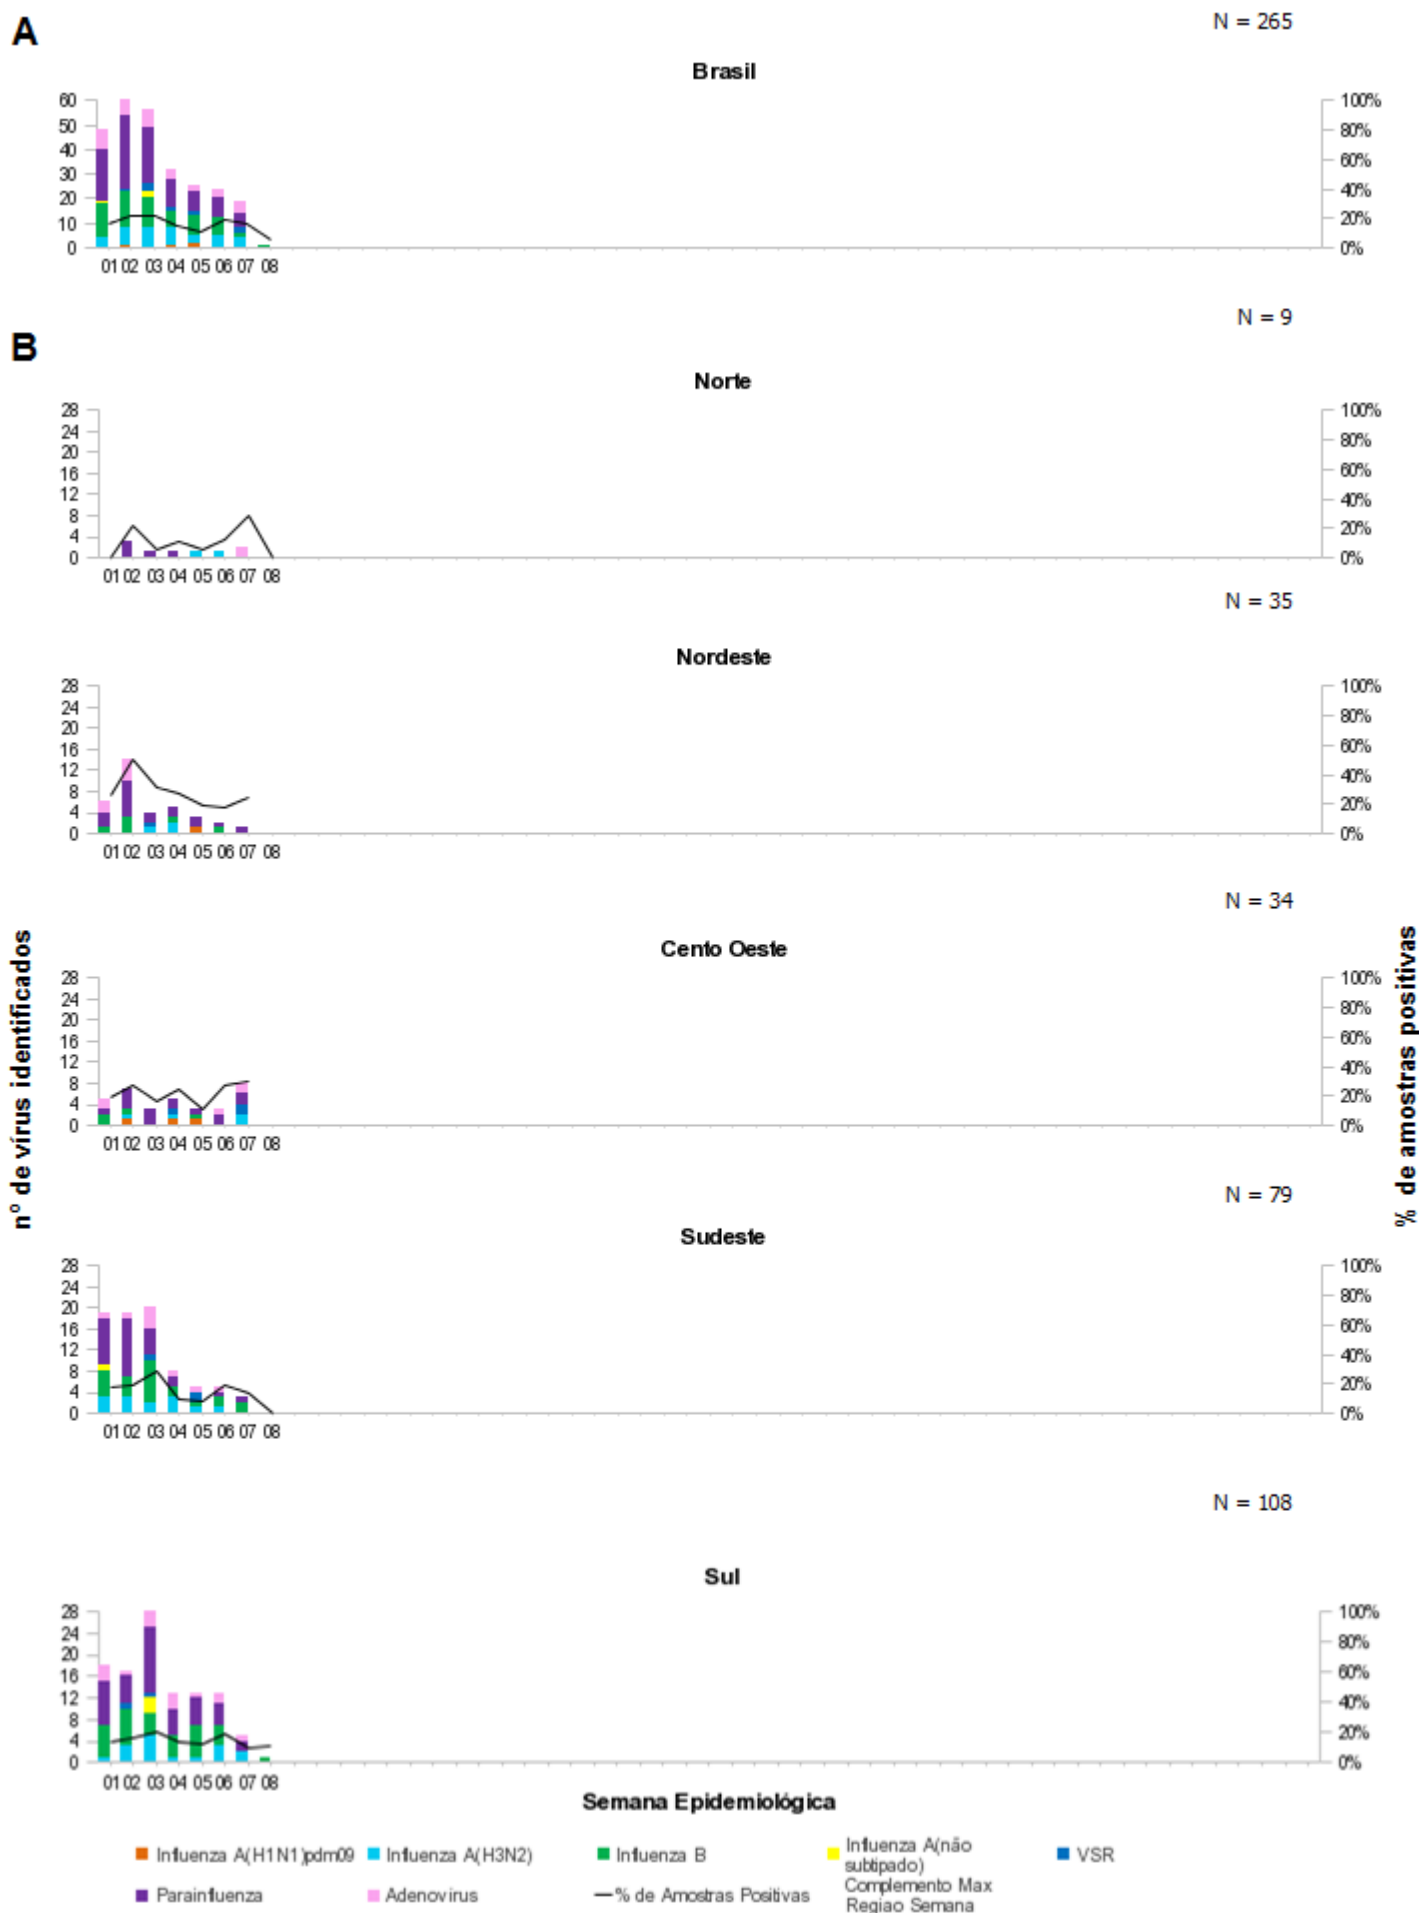 A
N = 265
Brasil
60
50
40
30
20
10
0
100%
80%
60%
40%
20%
0%
01 02 03 04 05 06 07 08
B
N = 9
Norte
28
24
20
16
12
8
4
0
100%
80%
60%
40%
20%
0%
01 02 03 04 05 06 07 08
N = 35
Nordeste
28
24
20
16
12
8
4
0
100%
80%
60%
40%
20%
0%
01 02 03 04 05 06 07 08
N = 34
Cento Oeste
28
24
20
16
12
8
4
0
100%
80%
60%
40%
20%
0%
01 02 03 04 05 06 07 08
nº de vírus identificados
% de amostras positivas
N = 79
Sudeste
28
24
20
16
12
8
4
0
100%
80%
60%
40%
20%
0%
01 02 03 04 05 06 07 08
N = 108
Sul
28
24
20
16
12
8
4
0
100%
80%
60%
40%
20%
0%
01 02 03 04 05 06 07 08
Semana Epidemiológica
Influenza A(H1N1)pdm09
Influenza A(H3N2)
Influenza B
Influenza A(não
subtipado)
VSR
Parainfluenza
Adenovirus
% de Amostras Positivas
Complemento Max
Regiao Semana